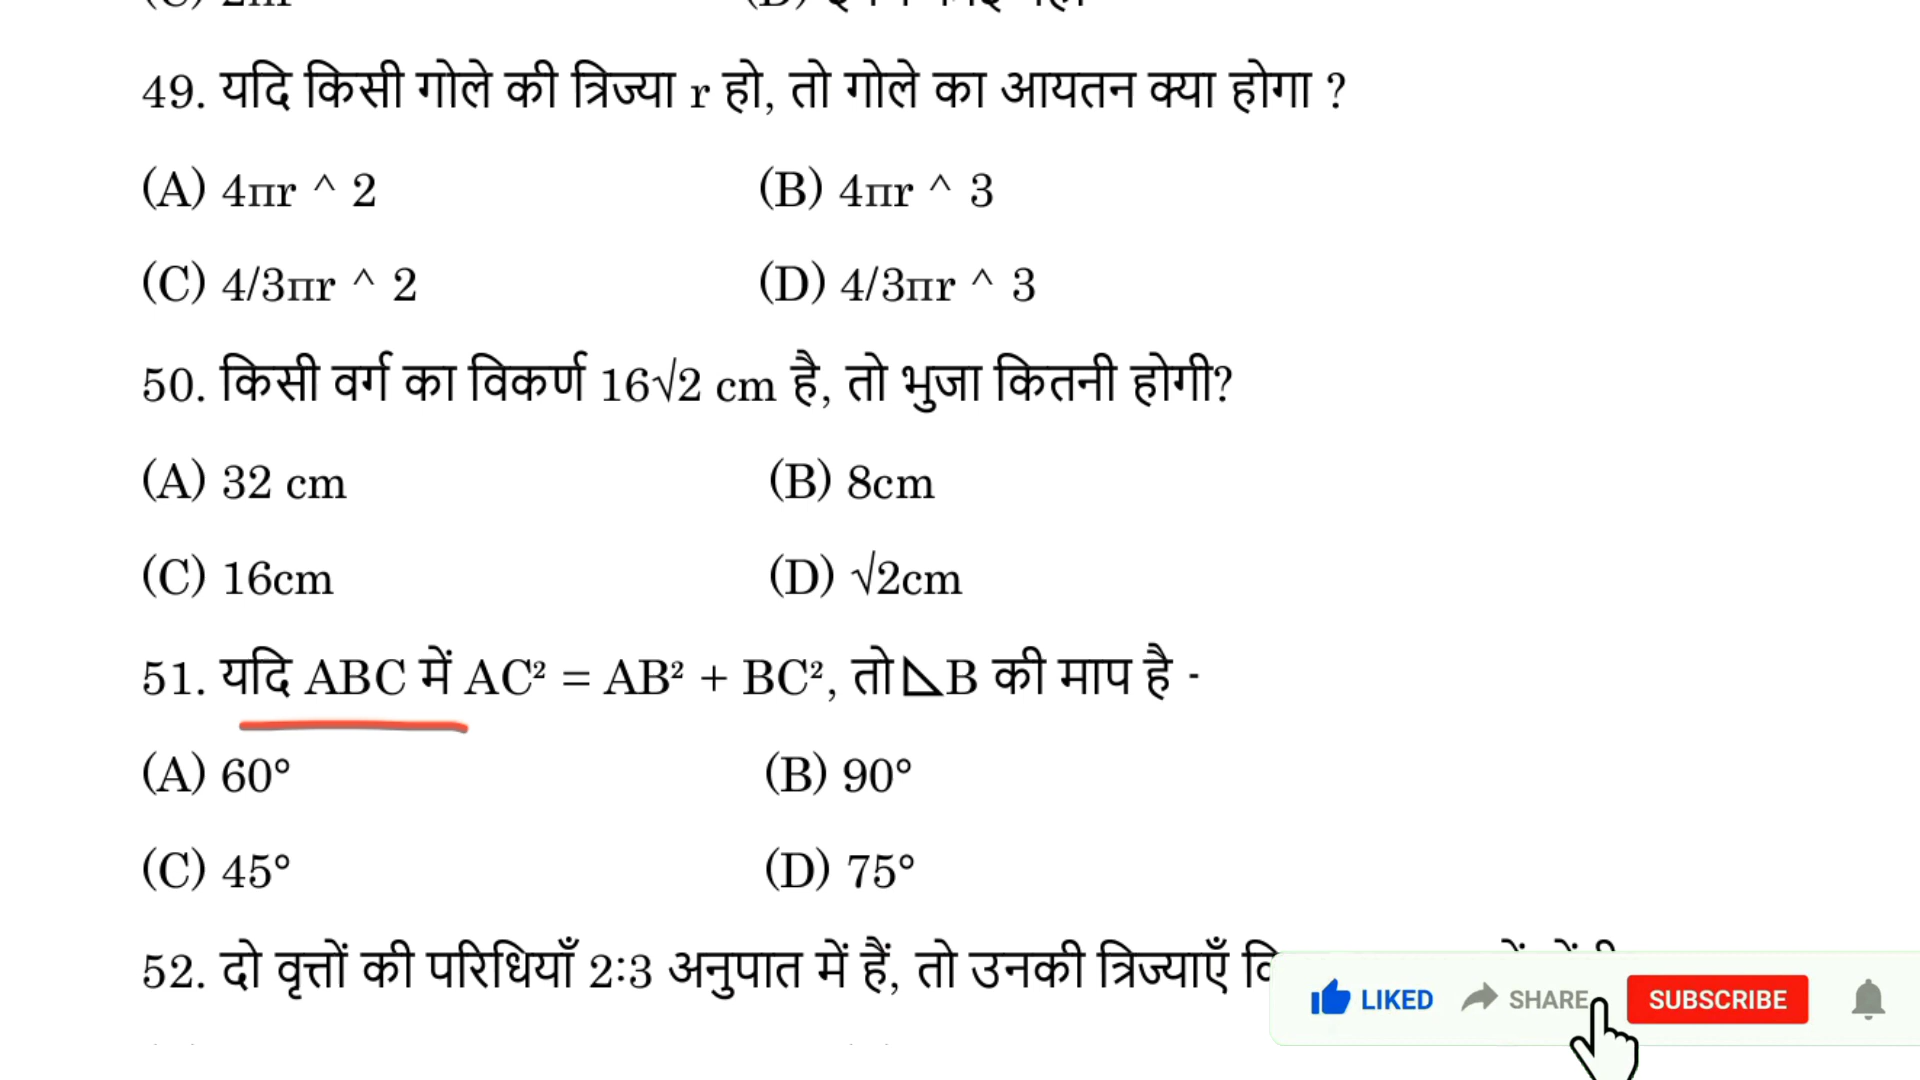 49. यदि किसी गोले की त्रिज्या r हो, तो गोले का आयतन क्या होगा ?
(A) 4πr ^ 2 (B) 4πr ^ 3
(C) 4/3πr ^ 2 (D) 4/3πr ^ 3
50. किसी वर्ग का विकर्ण 16√2 cm है, तो भुजा कितनी होगी?
(A) 32 cm (B) 8cm
(C) 16cm (D) √2cm
51. यदि ABC में AC² = AB² + BC², तो⊾B की माप है -
(A) 60° (B) 90°
(C) 45° (D) 75°
52. दो वृत्तों की परिधियाँ 2:3 अनुपात में हैं, तो उनकी त्रिज्याएँ
LIKED SHARE SUBSCRIBE